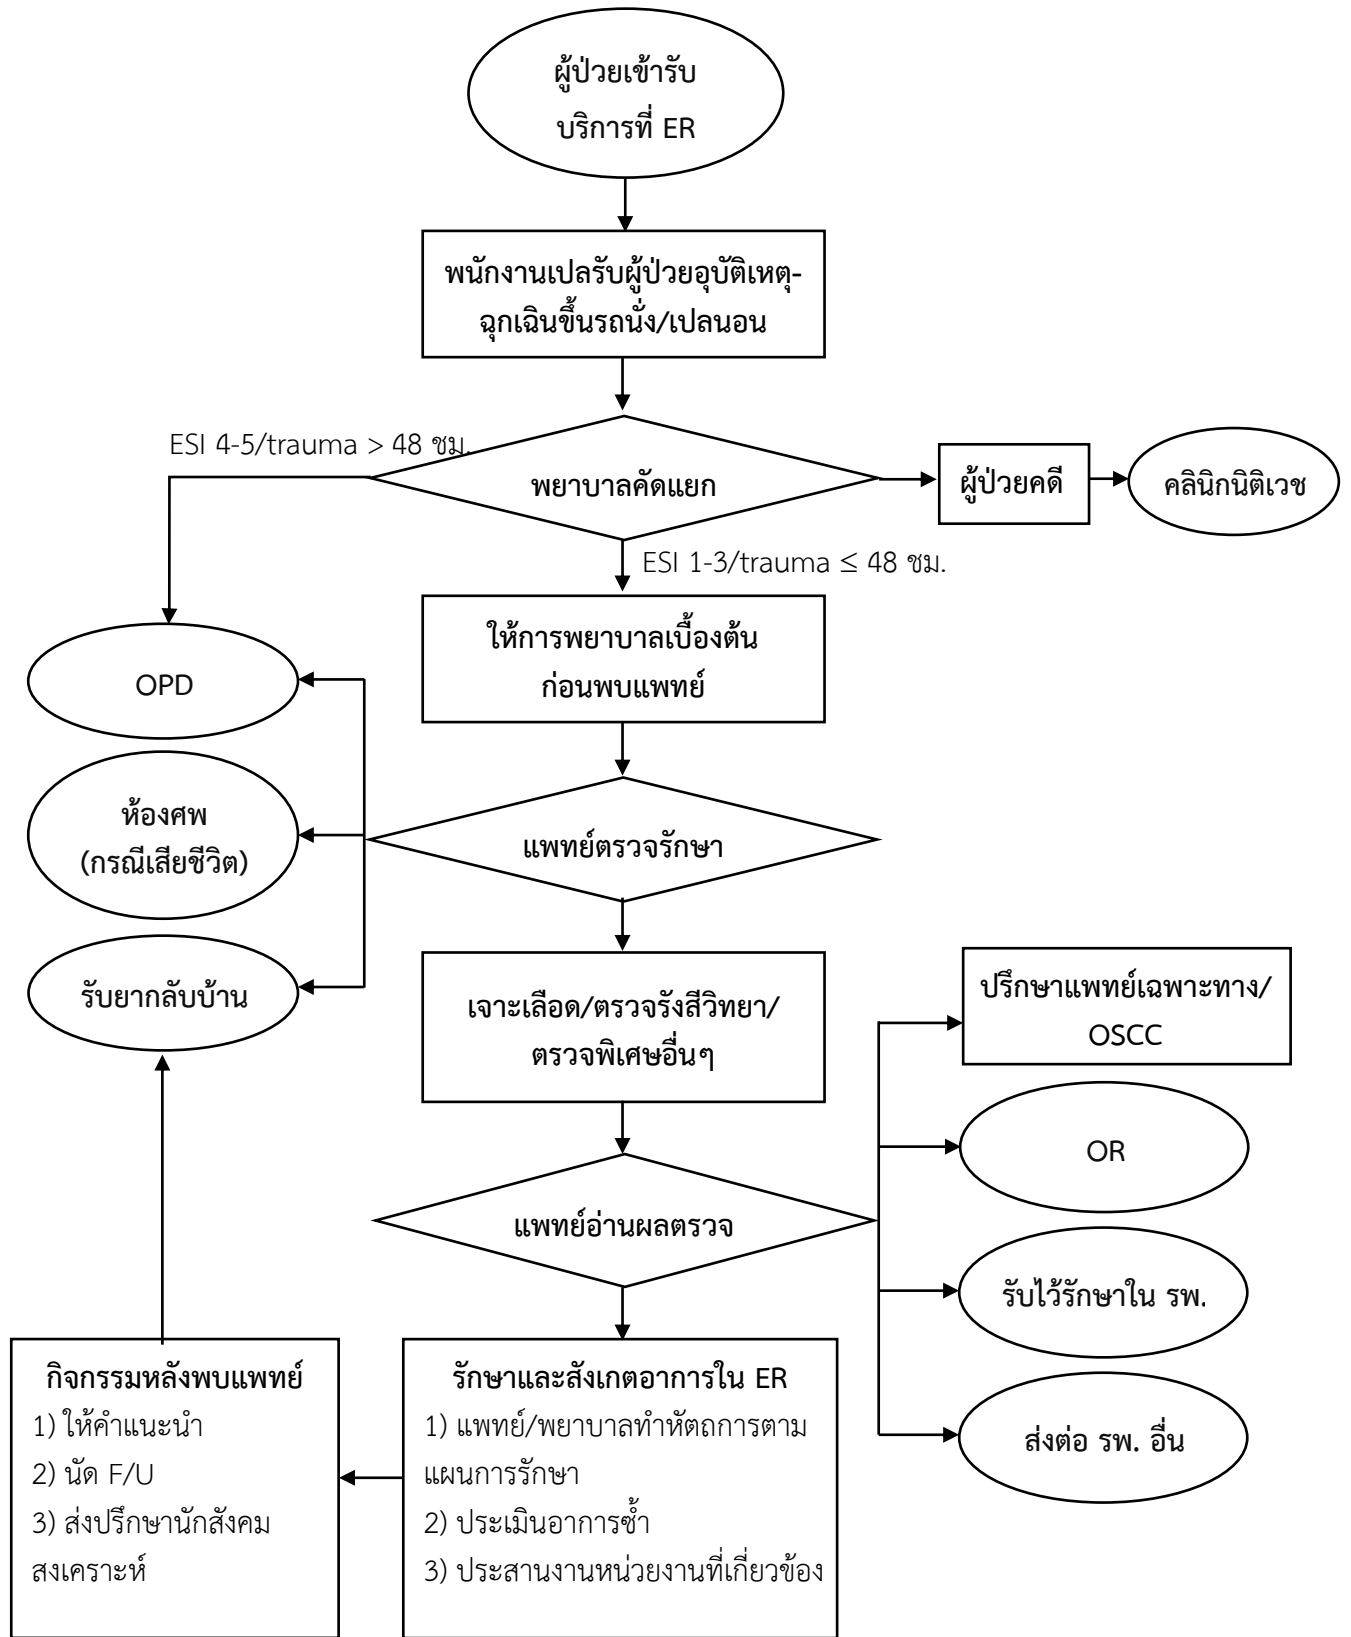 ผู้ป่วยเข้ารับ
บริการที่ ER
พนักงานเปลรับผู้ป่วยอุบัติเหตุ-
ฉุกเฉินขึ้นรถนั่ง/เปลนอน
ESI 4-5/trauma > 48 ชม.
พยาบาลคัดแยก
ผู้ป่วยคดี
คลินิกนิติเวช
ESI 1-3/trauma ≤ 48 ชม.
ให้การพยาบาลเบื้องต้น
ก่อนพบแพทย์
OPD
ห้องศพ
(กรณีเสียชีวิต)
แพทย์ตรวจรักษา
รับยากลับบ้าน
เจาะเลือด/ตรวจรังสีวิทยา/
ตรวจพิเศษอื่นๆ
ปรึกษาแพทย์เฉพาะทาง/
OSCC
OR
แพทย์อ่านผลตรวจ
รับไว้รักษาใน รพ.
ส่งต่อ รพ. อื่น
กิจกรรมหลังพบแพทย์
1) ให้คำแนะนำ
2) นัด F/U
3) ส่งปรึกษานักสังคม
สงเคราะห์
รักษาและสังเกตอาการใน ER
1) แพทย์/พยาบาลทำหัตถการตาม
แผนการรักษา
2) ประเมินอาการซ้ำ
3) ประสานงานหน่วยงานที่เกี่ยวข้อง